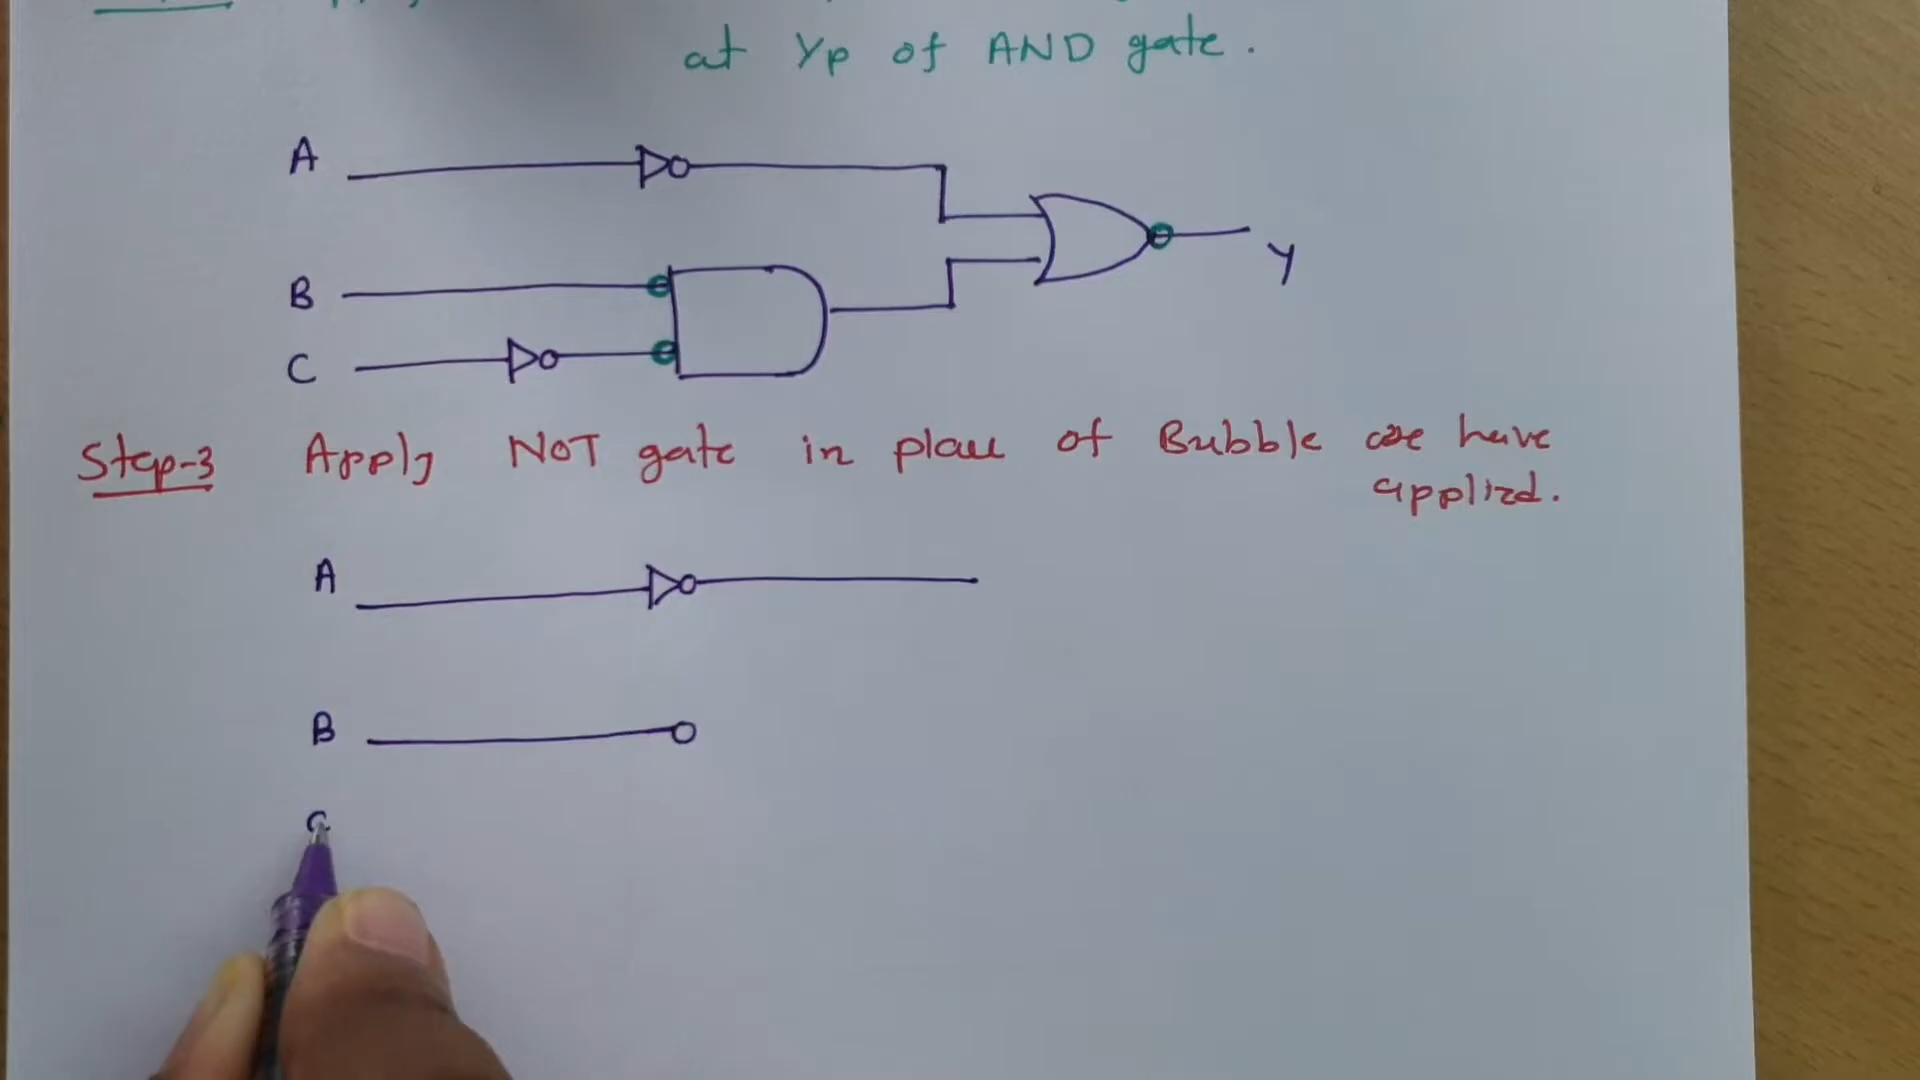 at Yp of AND gate.
A
B
C
Y
Step-3 Apply NOT gate in place of Bubble we have
applied.
A
B
C